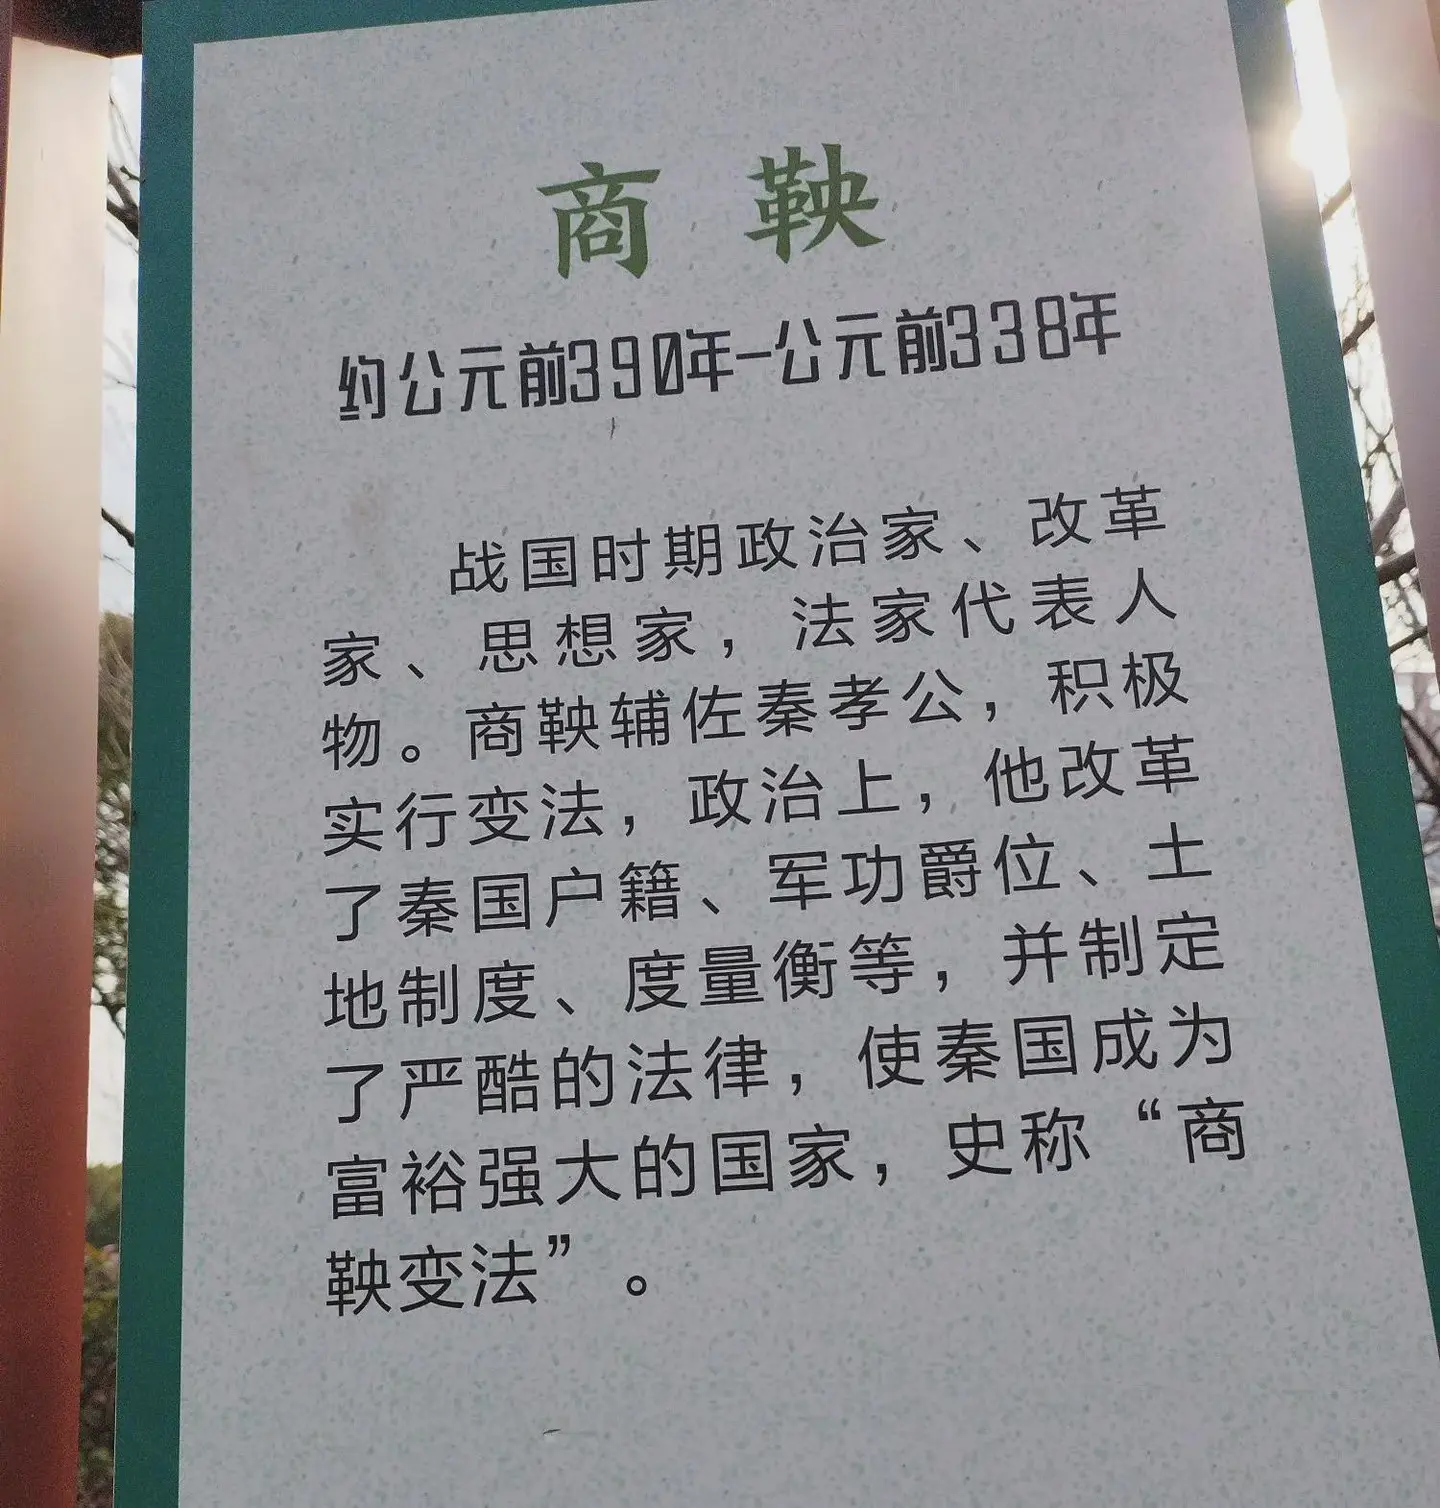 商鞅
约公元前390年-公元前338年
战国时期政治家、改革
家、思想家，法家代表人
物。商鞅辅佐秦孝公，积极
实行变法，政治上，他改革
了秦国户籍、军功爵位、土
地制度、度量衡等，并制定
了严酷的法律，使秦国成为
富裕强大的国家，史称“商
鞅变法”。